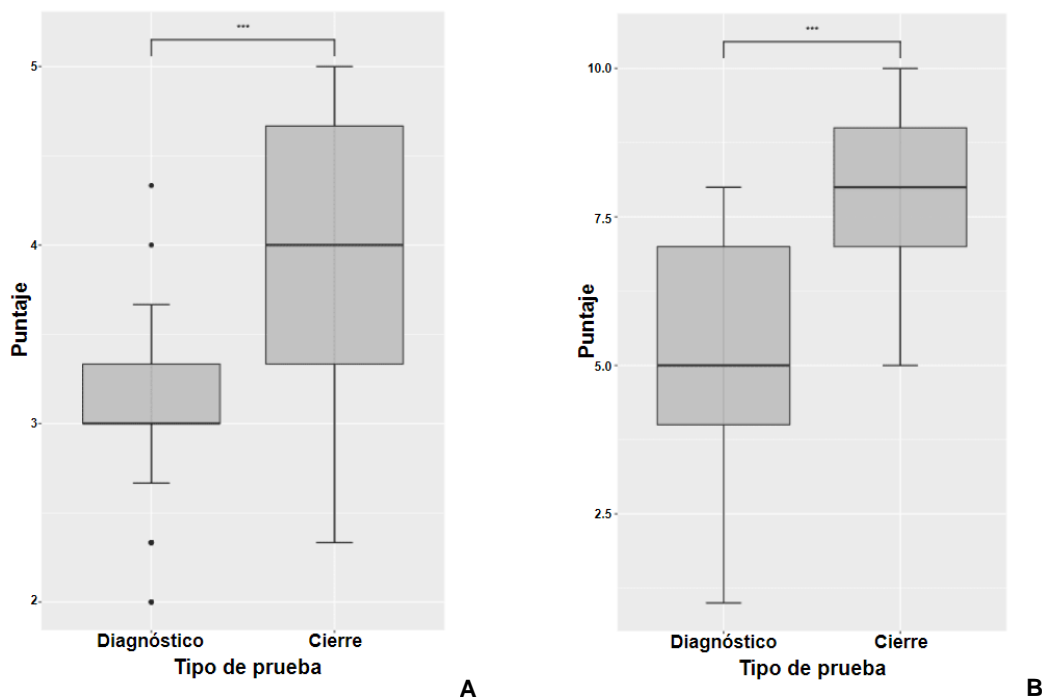 ***
5
4
3
2
Puntaje
Diagnóstico Cierre
Tipo de prueba
A
***
10.0
7.5
5.0
2.5
Puntaje
Diagnóstico Cierre
Tipo de prueba
B